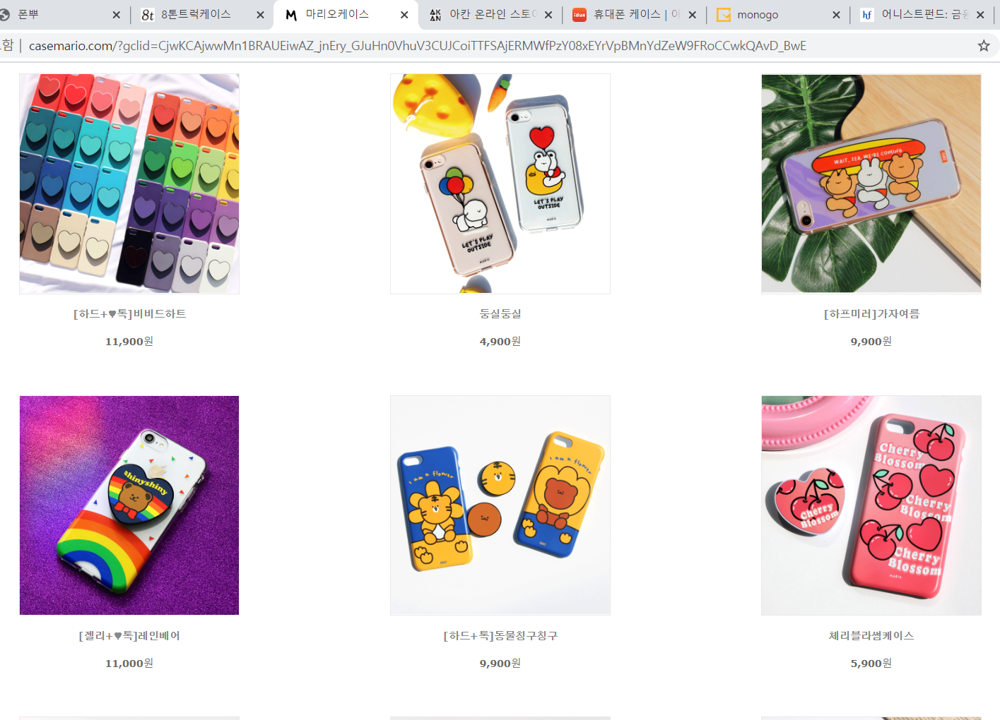 폰뿌
8t 8톤트럭케이스
M 마리오케이스
AK AN 아칸 온라인 스토
idus 휴대폰 케이스 | 아
monogo
hf 어니스트펀드: 금융
함 | casemario.com/?gclid=CjwKCAjwwMn1BRAUEiwAZ_jnEry_GJuHn0VhuV3CUJCoiTTFSAjERMWfPzY08xEYrVpBMnYdZeW9FRoCCwkQAvD_BwE
LET'S PLAY
OUTSIDE
MARIO
LET'S PLAY
OUTSIDE
MARIO
WAIT, SEA. WE'RE COMING
[하드+♥톡]비비드하트
둥실둥실
[하프미러]가자여름
11,900원
4,900원
9,900원
shinyshiny
i am a flower
i am a flower
Cherry
Blossom
Cherry
Blossom
Cherry
Blossom
Cherry
Blossom
MARIO
[젤리+♥톡]레인베어
[하드+톡]동물칭구칭구
체리블라썸케이스
11,000원
9,900원
5,900원